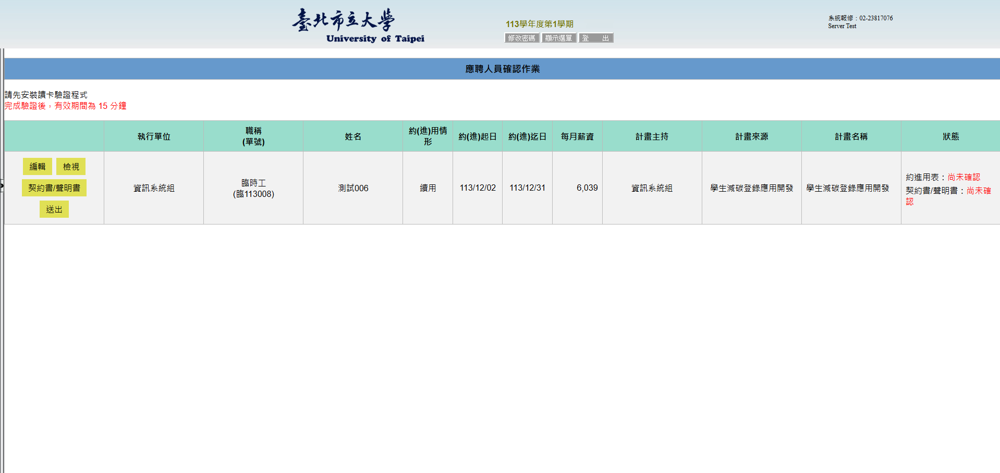 臺北市立大學
University of Taipei
113學年度第1學期
修改密碼 顯示選單 登 出
系統報修：02-23817076
Server Test
應聘人員確認作業
請先安裝讀卡驗證程式
完成驗證後，有效期間為 15 分鐘
執行單位
職稱
(單號)
姓名
約(進)用情
形
約(進)起日
約(進)迄日
每月薪資
計畫主持
計畫來源
計畫名稱
狀態
編輯 檢視
契約書/聲明書
送出
資訊系統組
臨時工
(臨113008)
測試006
續用
113/12/02
113/12/31
6,039
資訊系統組
學生減碳登錄應用開發
學生減碳登錄應用開發
約進用表：尚未確認
契約書/聲明書：尚未確
認